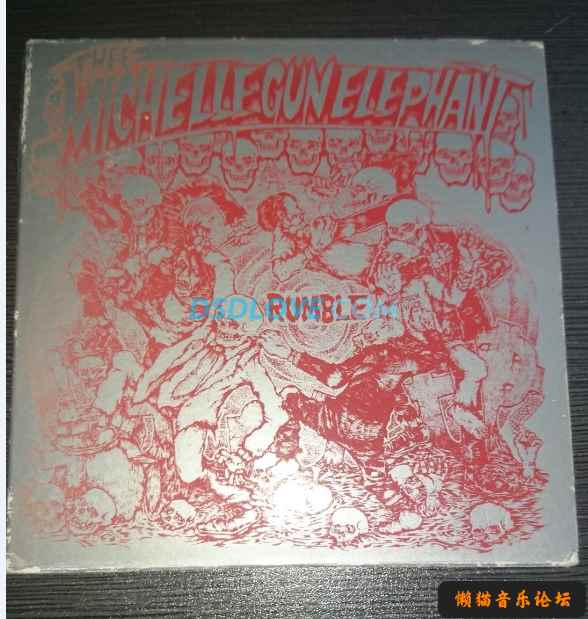 THEE
MICHELLE GUN ELEPHANT
RUMBLE
懒猫音乐论坛